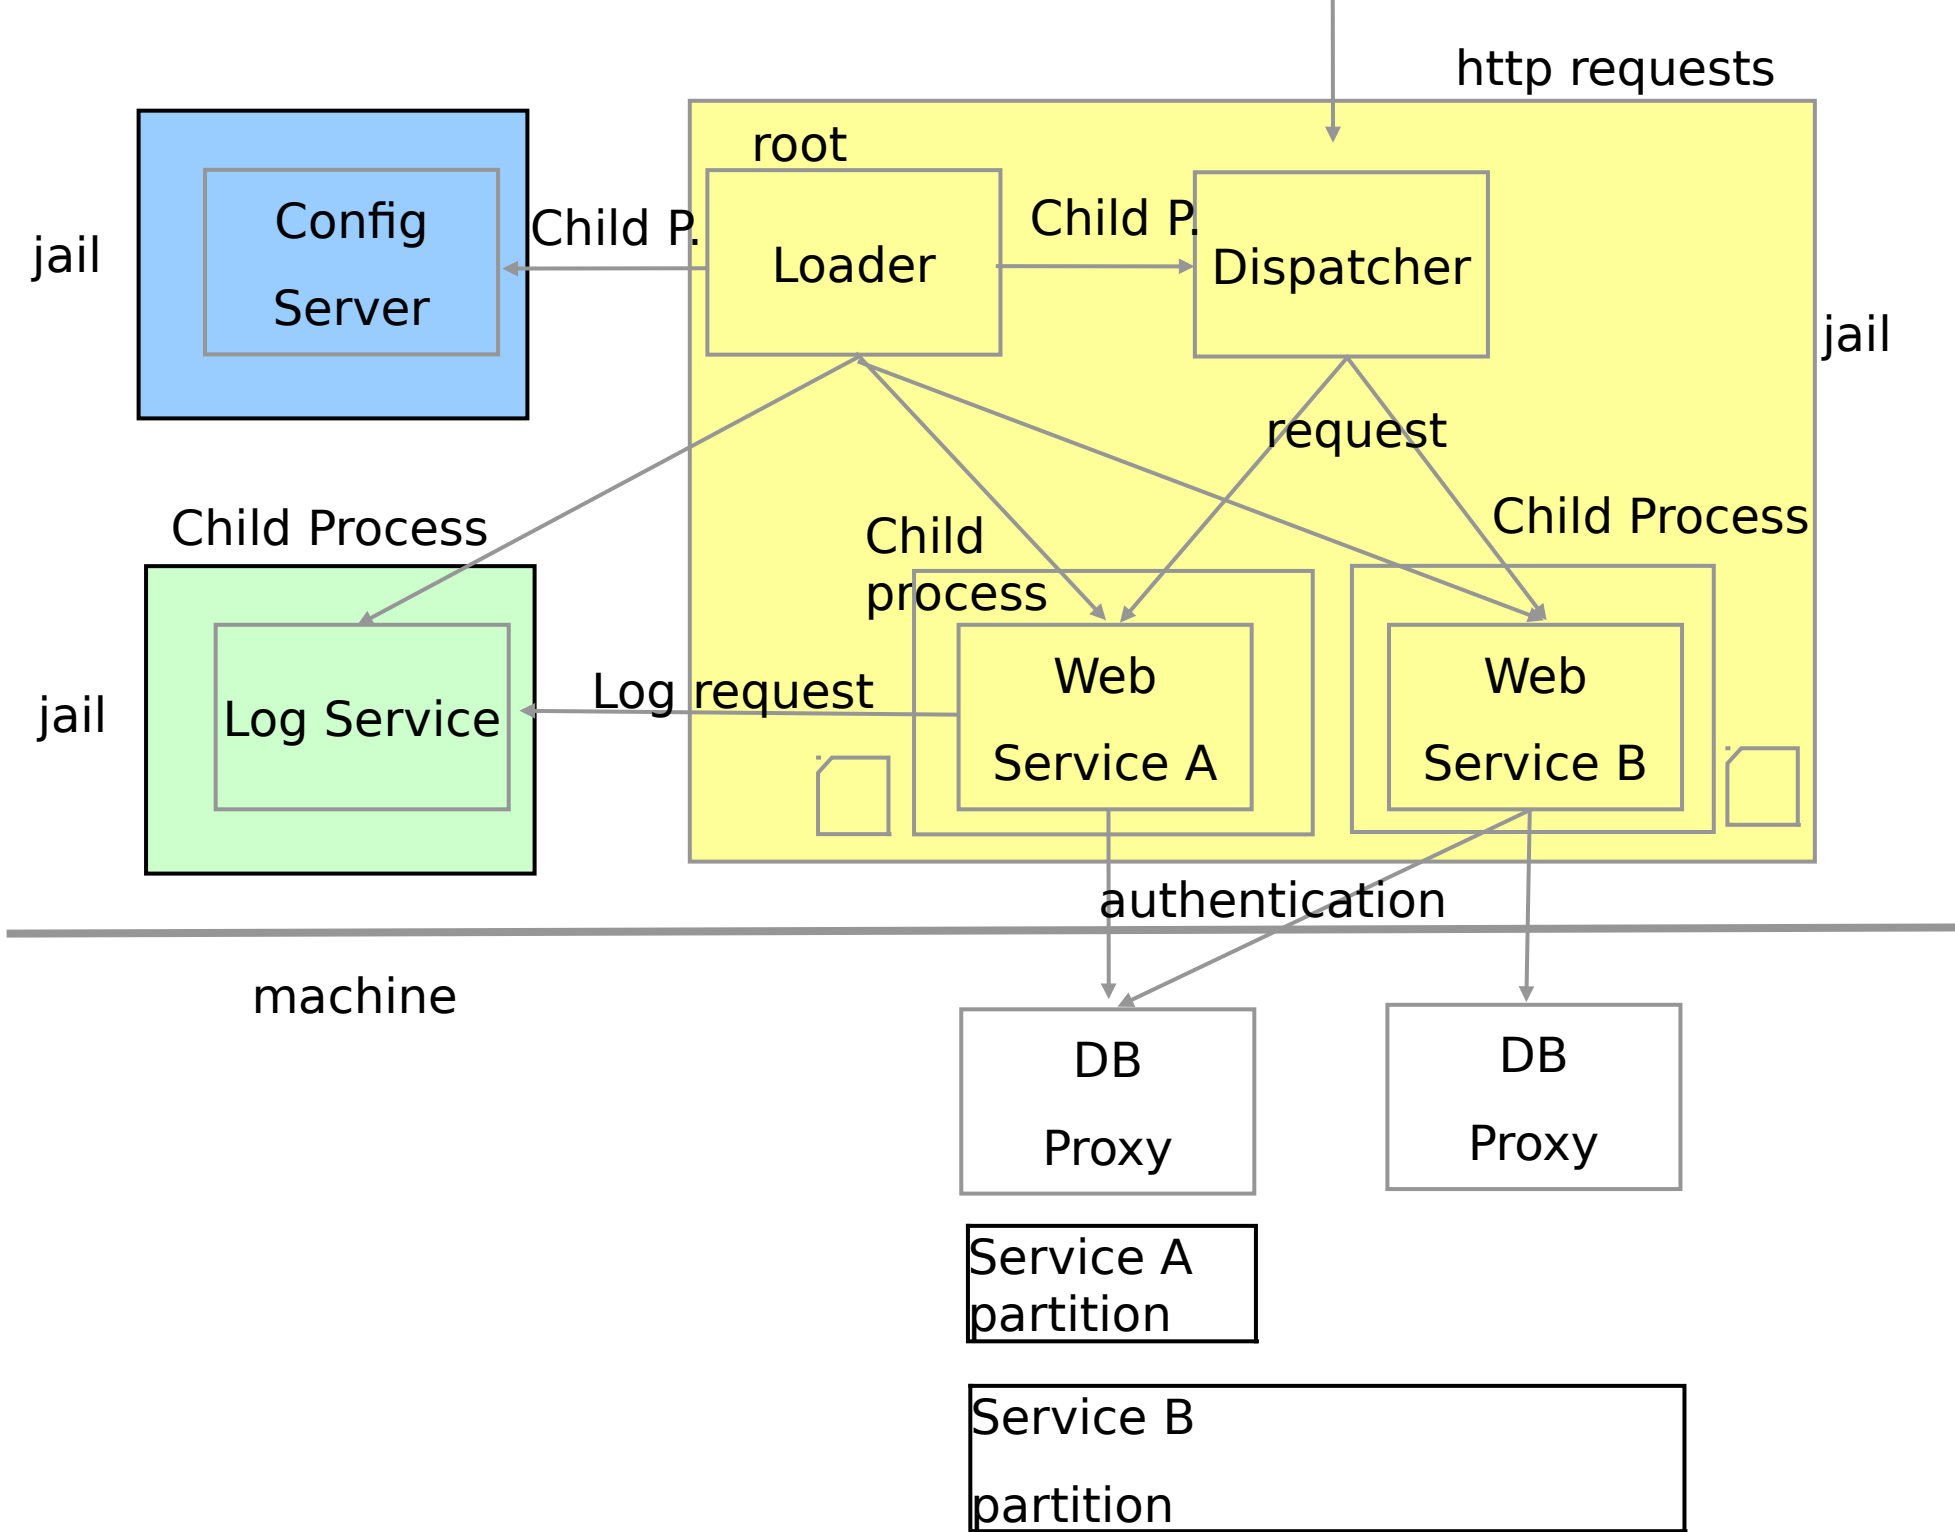 http requests
root
Config
Server
jail
Child P.
Loader
Child P.
Dispatcher
jail
request
Child Process
Child
process
Child Process
jail
Log Service
Log request
Web
Service A
Web
Service B
authentication
machine
DB
Proxy
DB
Proxy
Service A
partition
Service B
partition